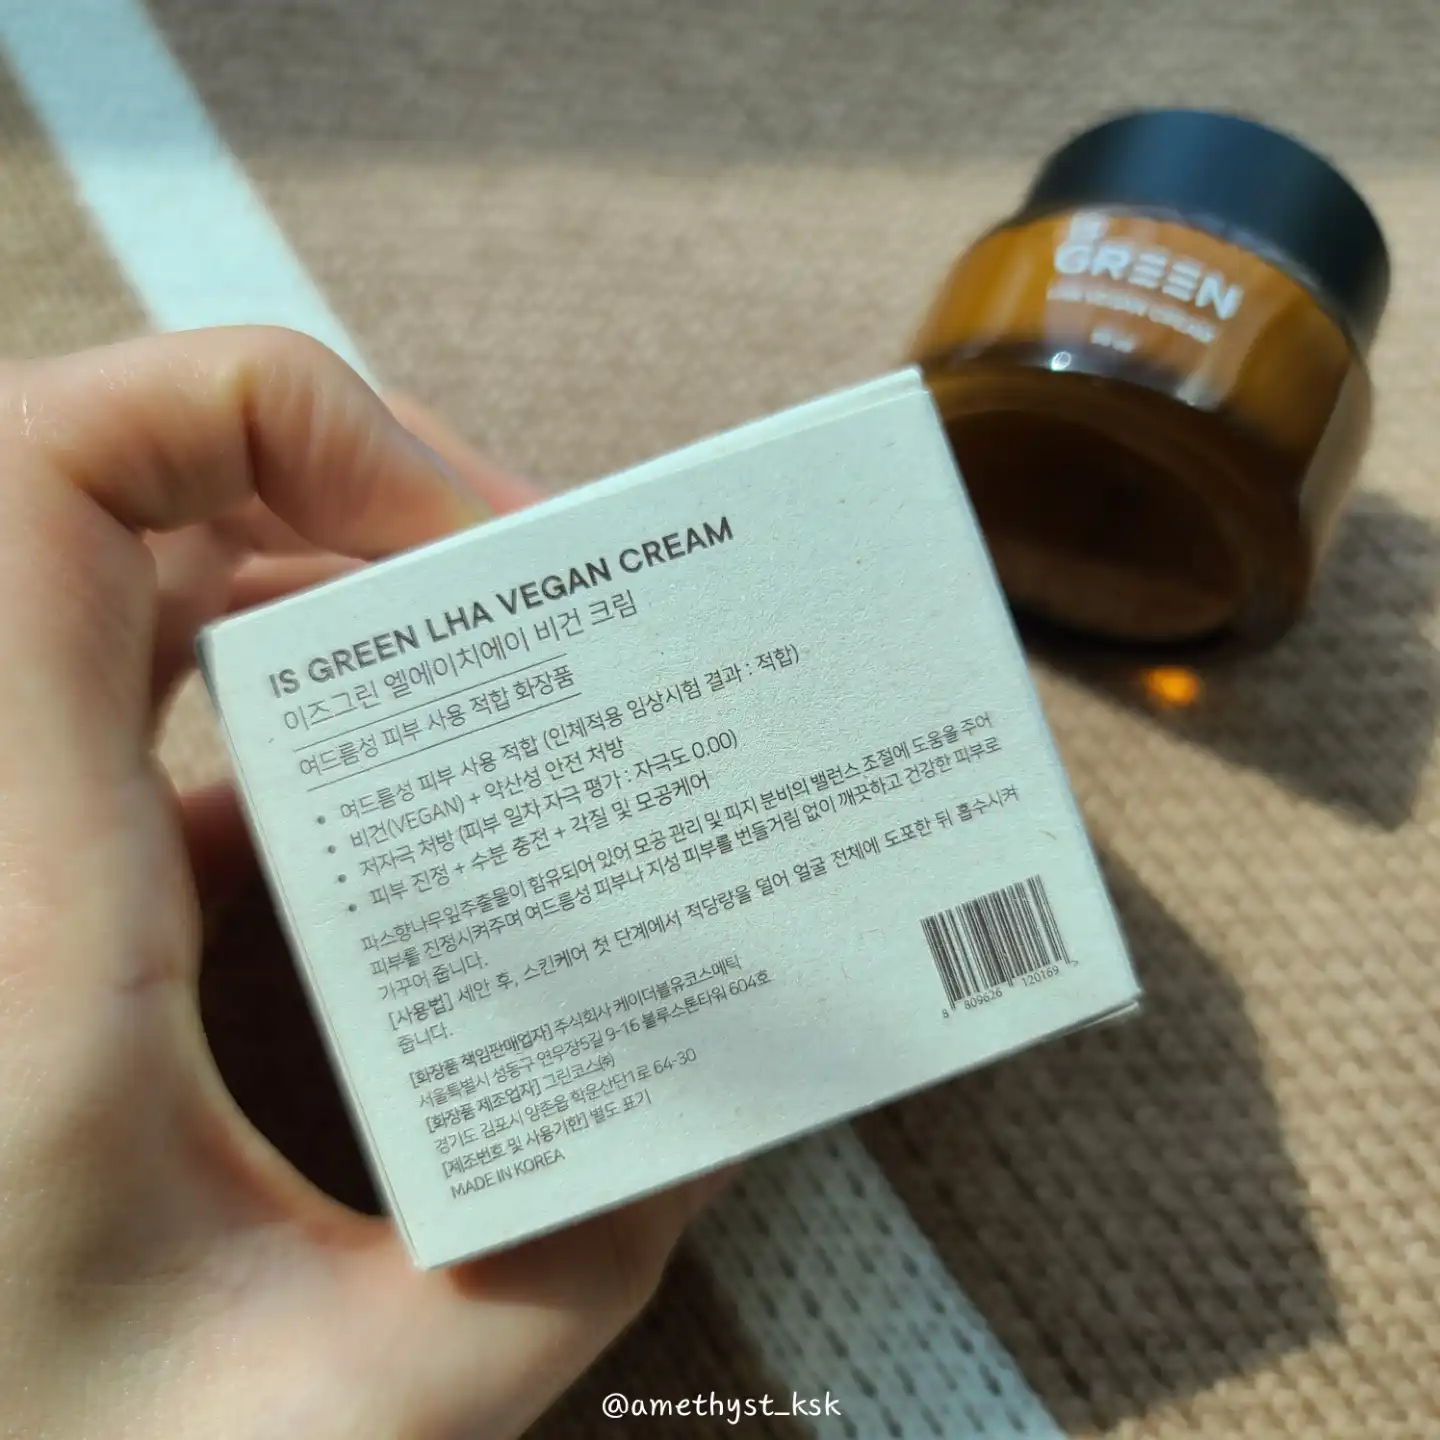 IS
GREEN
LHA VEGAN CREAM
IS GREEN LHA VEGAN CREAM
이즈그린 엘에이치에이 비건 크림
여드름성 피부 사용 적합 화장품
• 여드름성 피부 사용 적합 (인체적용 임상시험 결과 : 적합)
• 비건(VEGAN) + 약산성 안전 처방
• 저자극 처방 (피부 일차 자극 평가 : 자극도 0.00)
• 피부 진정 + 수분 충전 + 각질 및 모공케어
파스향나무잎추출물이 함유되어 있어 모공 관리 및 피지 분비의 밸런스 조절에 도움을 주어
피부를 진정시켜주며 여드름성 피부나 지성 피부를 번들거림 없이 깨끗하고 건강한 피부로
가꾸어 줍니다.
[사용법] 세안 후, 스킨케어 첫 단계에서 적당량을 덜어 얼굴 전체에 도포한 뒤 흡수시켜
줍니다.
[화장품 책임판매업자] 주식회사 케이더블유코스메틱
서울특별시 성동구 연무장5길 9-16 블루스톤타워 604호
[화장품 제조업자] 그린코스㈜
경기도 김포시 양촌읍 학운산단1로 64-30
[제조번호 및 사용기한] 별도 표기
MADE IN KOREA
8 809626 120169 >
@amethyst_ksk